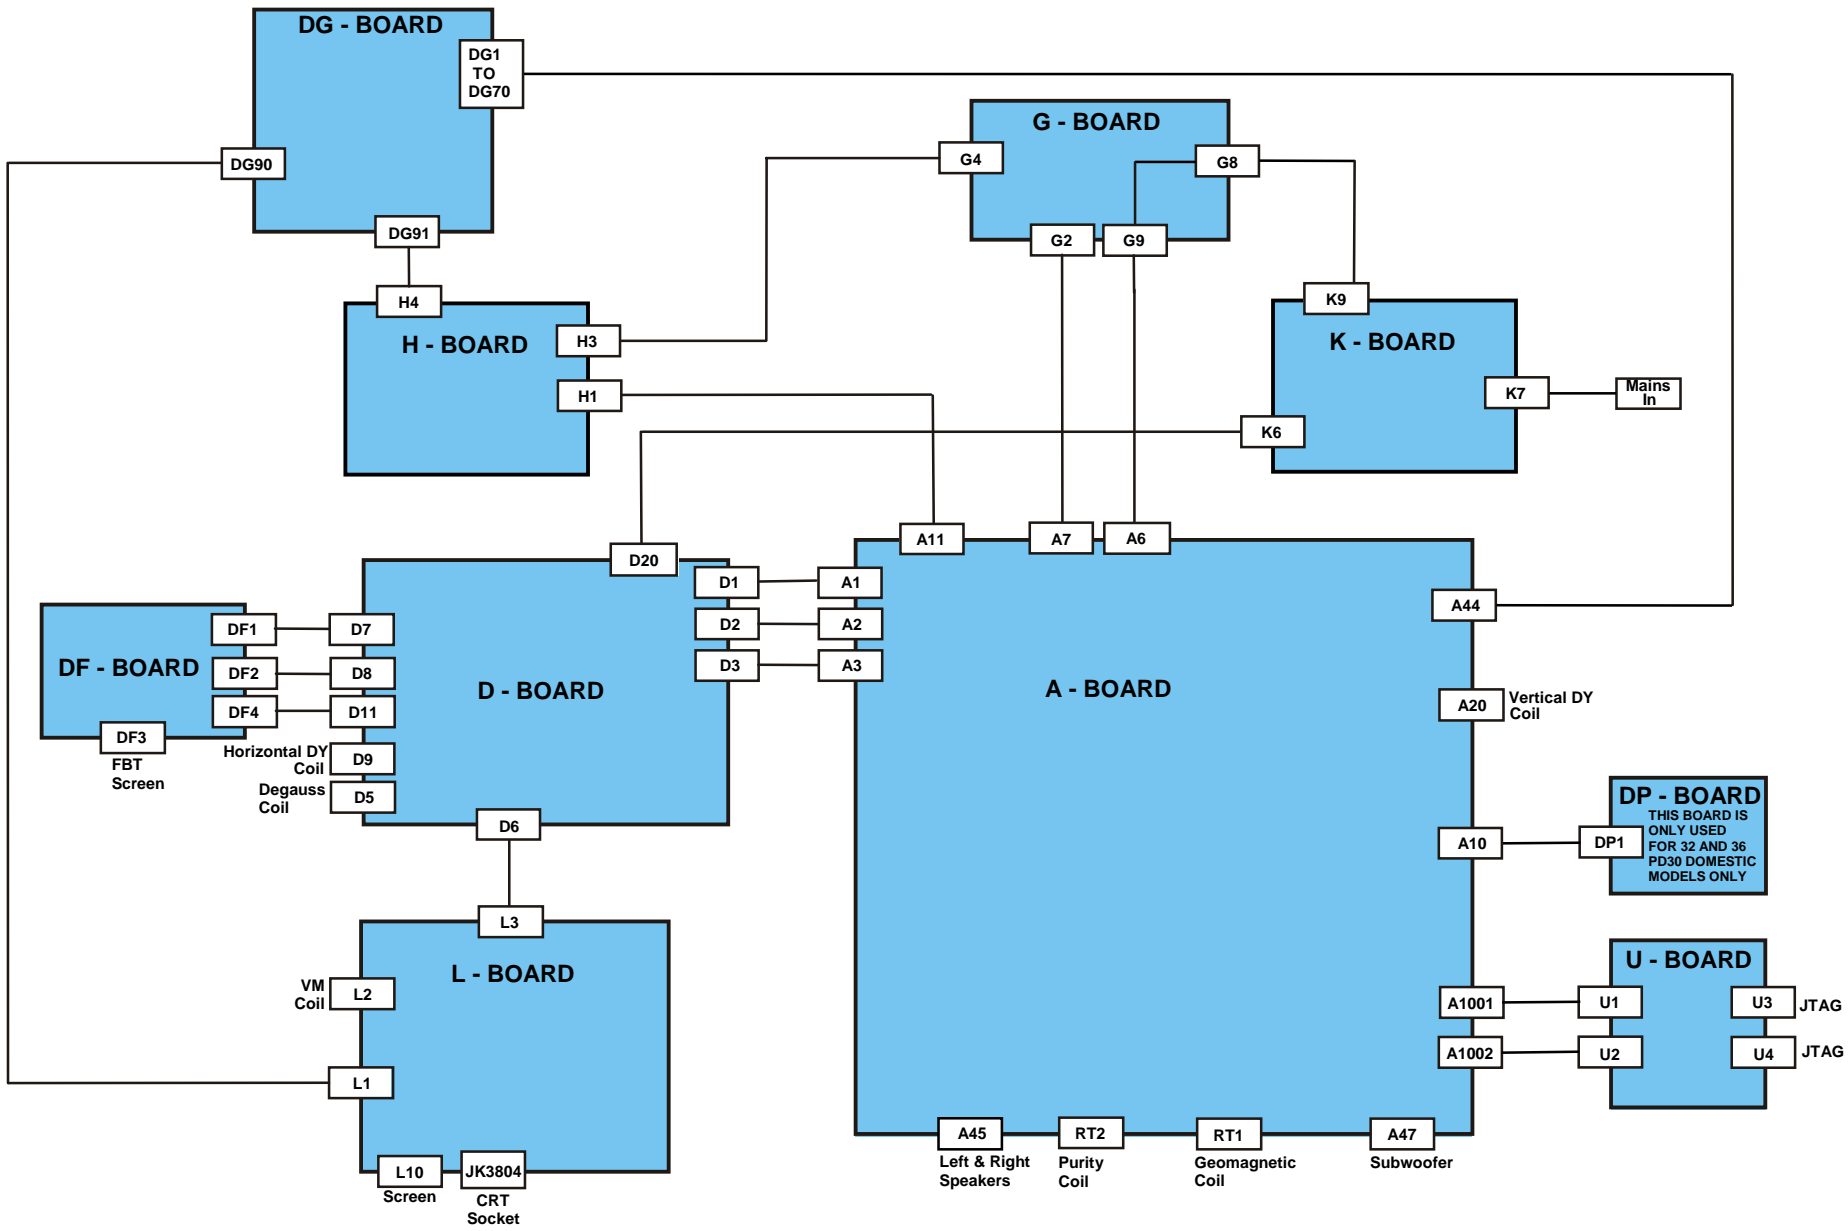 DG - BOARD
DG1
TO
DG70
DG90
DG91
G - BOARD
G4
G8
G2
G9
H4
H - BOARD
H3
H1
K9
K - BOARD
K7
Mains
In
K6
A11
A7
A6
D20
D1
A1
D2
A2
D3
A3
A44
DF1
D7
DF - BOARD
DF2
D8
DF4
D11
DF3
FBT
Screen
D - BOARD
Horizontal DY
Coil
D9
Degauss
Coil
D5
D6
A - BOARD
A20
Vertical DY
Coil
A10
DP1
DP - BOARD
THIS BOARD IS
ONLY USED
FOR 32 AND 36
PD30 DOMESTIC
MODELS ONLY
L3
L - BOARD
VM
Coil
L2
L1
L10
Screen
JK3804
CRT
Socket
U - BOARD
A1001
U1
U3
JTAG
A1002
U2
U4
JTAG
A45
Left & Right
Speakers
RT2
Purity
Coil
RT1
Geomagnetic
Coil
A47
Subwoofer